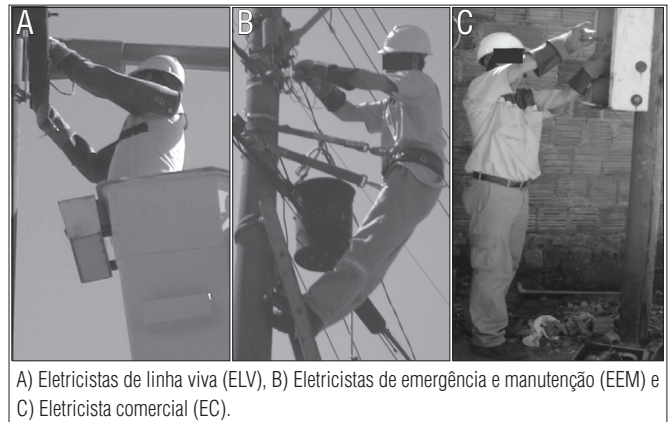 A
B
C
A) Eletricistas de linha viva (ELV), B) Eletricistas de emergência e manutenção (EEM) e
C) Eletricista comercial (EC).